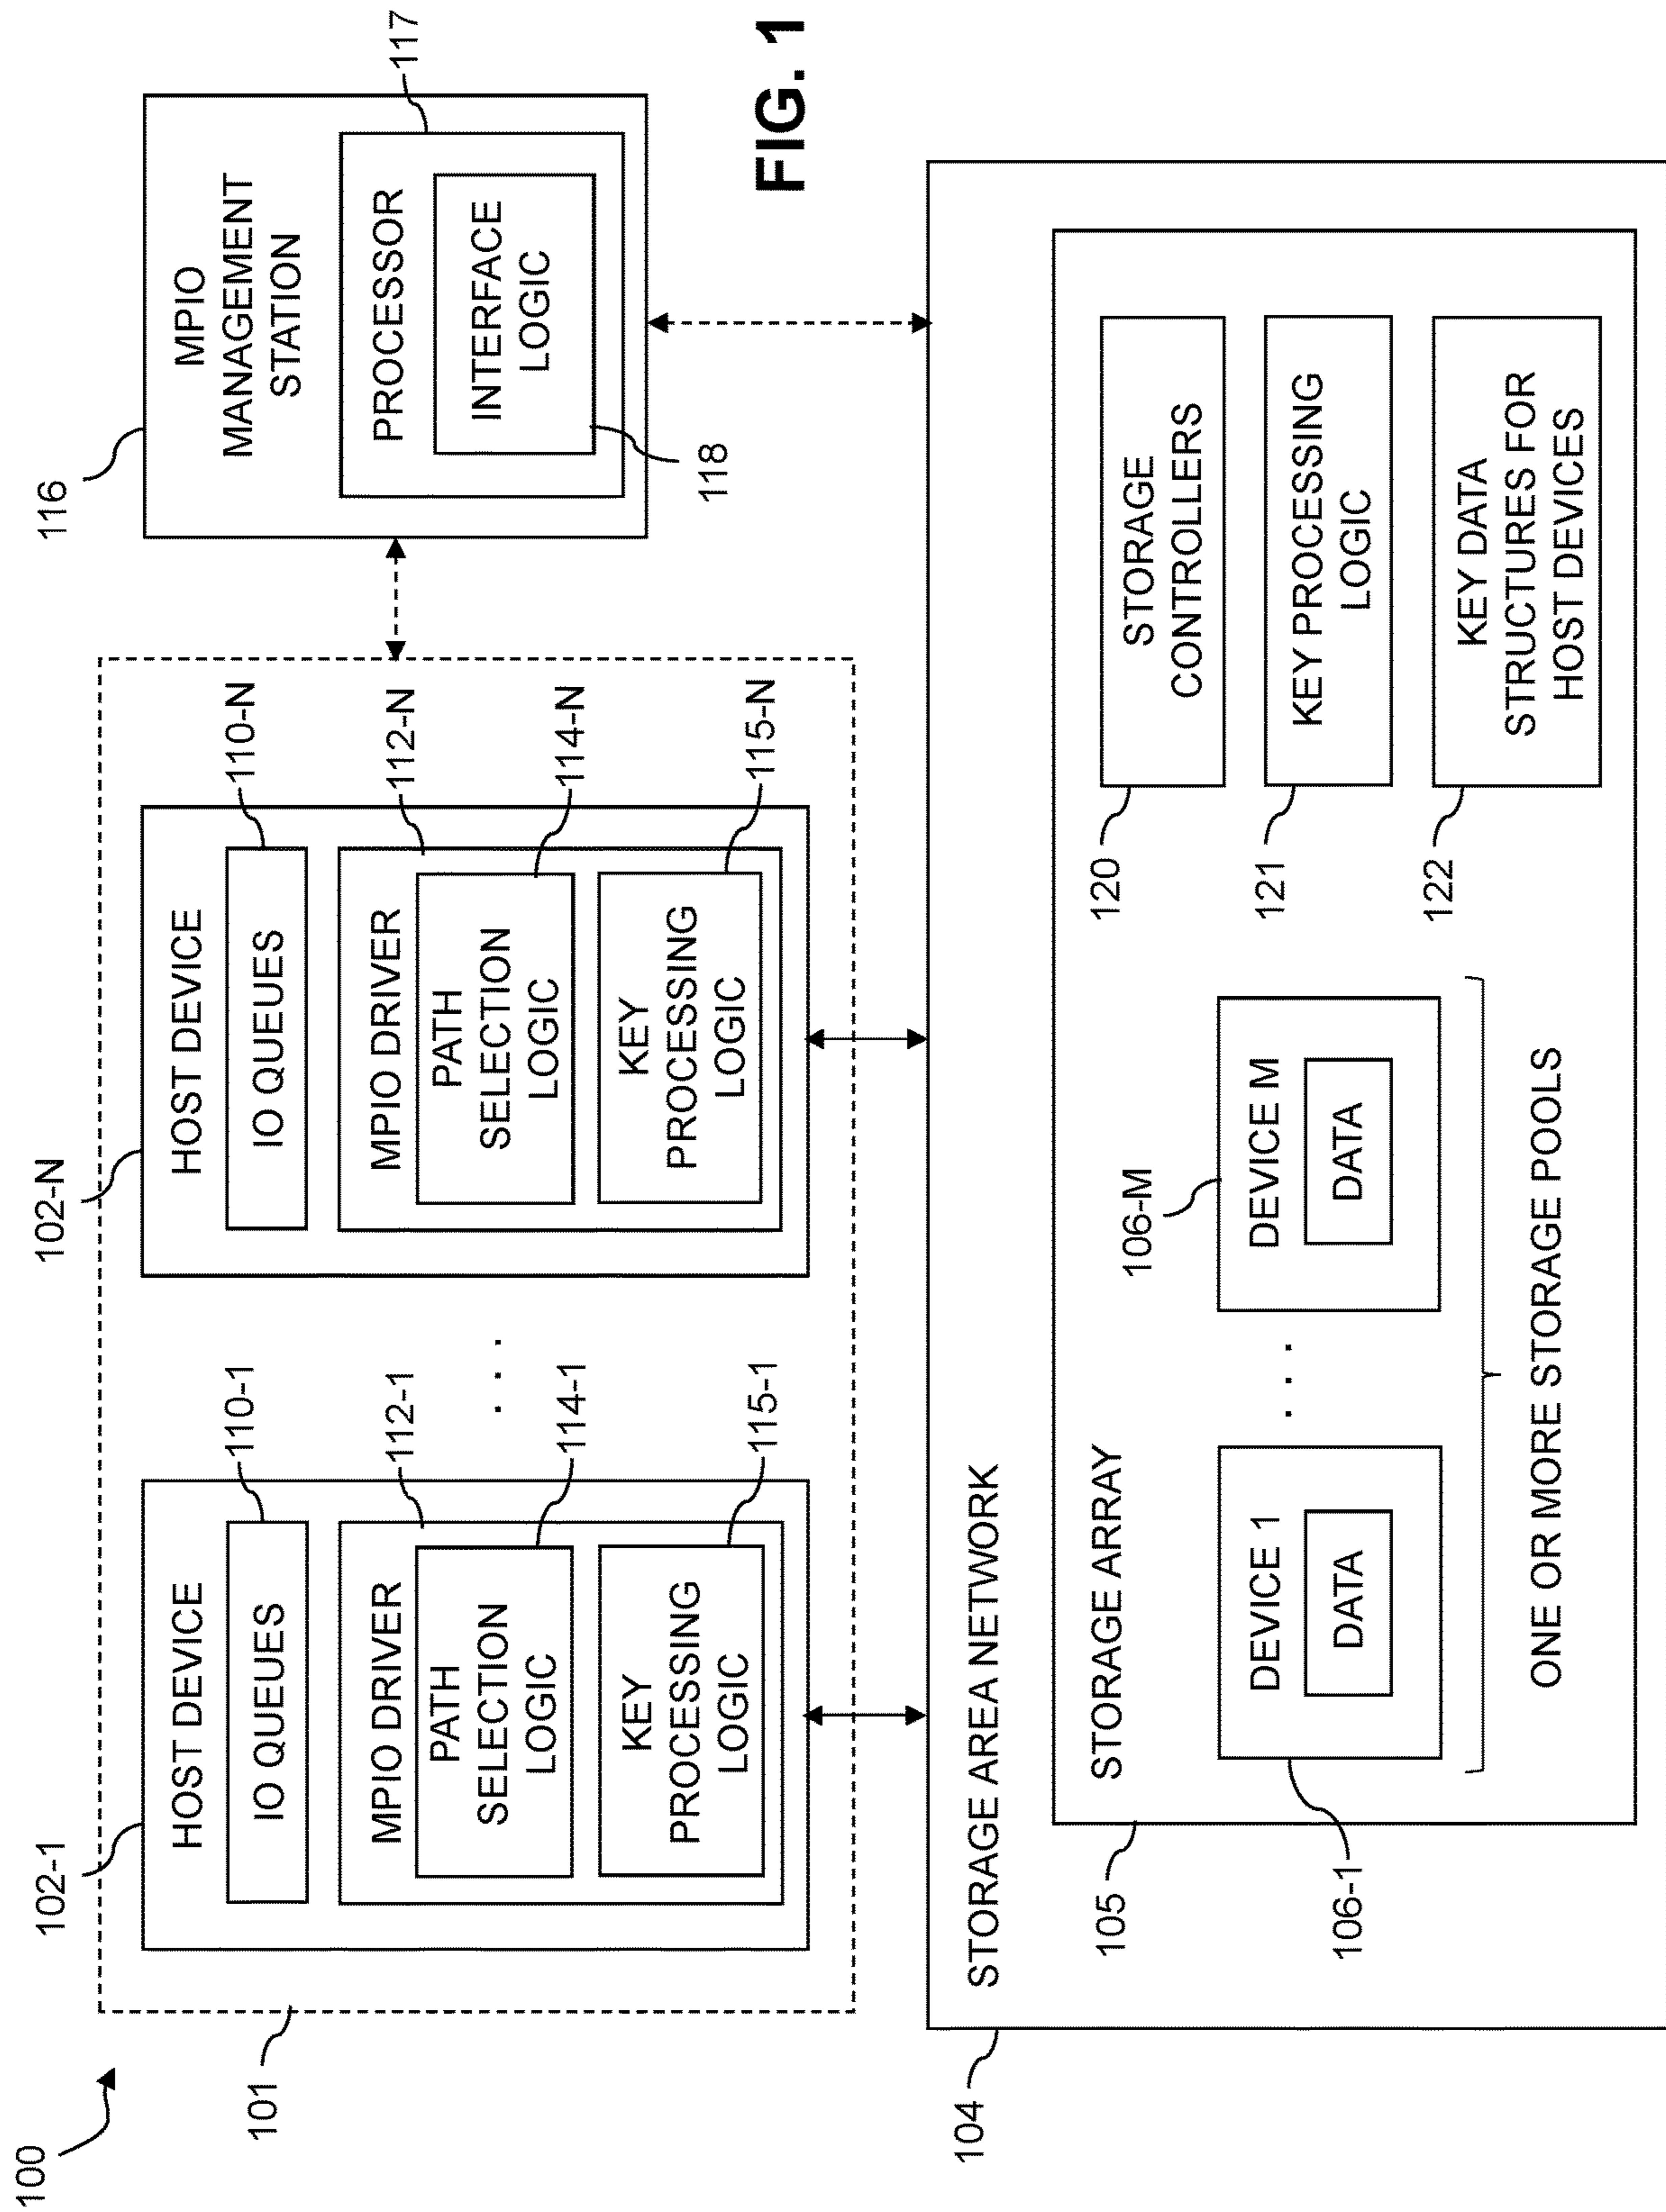 100
101
102-1
HOST DEVICE
IO QUEUES
110-1
MPIO DRIVER
112-1
PATH
SELECTION
LOGIC
114-1
KEY
PROCESSING
LOGIC
115-1
. . .
102-N
HOST DEVICE
IO QUEUES
110-N
MPIO DRIVER
112-N
PATH
SELECTION
LOGIC
114-N
KEY
PROCESSING
LOGIC
115-N
116
MPIO
MANAGEMENT
STATION
PROCESSOR
117
INTERFACE
LOGIC
118
FIG. 1
104
STORAGE AREA NETWORK
105
STORAGE ARRAY
106-1
DEVICE 1
DATA
. . .
106-M
DEVICE M
DATA
ONE OR MORE STORAGE POOLS
120
STORAGE
CONTROLLERS
121
KEY PROCESSING
LOGIC
122
KEY DATA
STRUCTURES FOR
HOST DEVICES